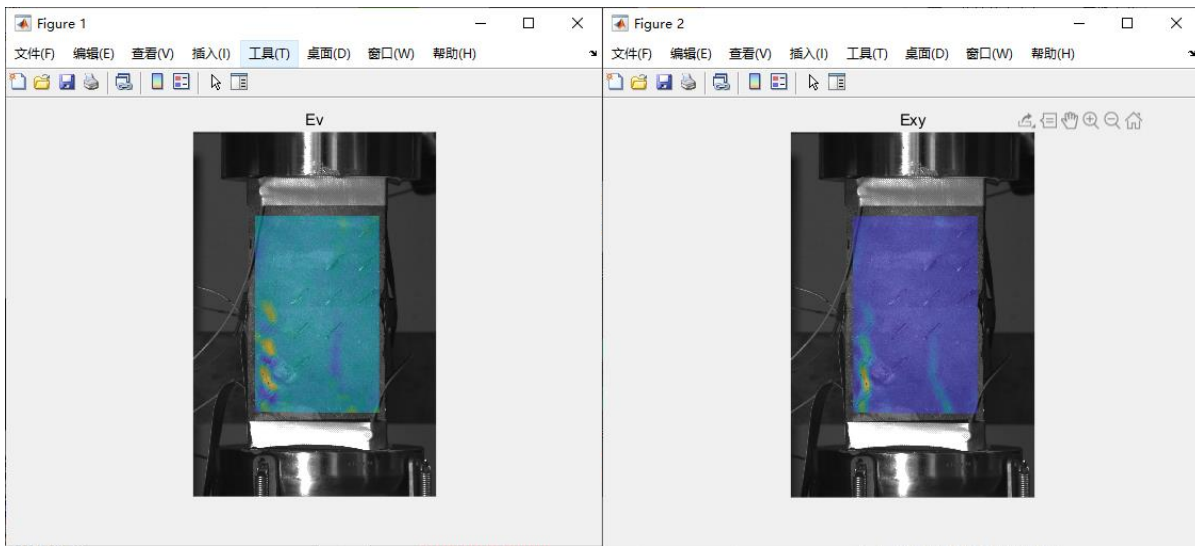 Figure 1
文件(F) 编辑(E) 查看(V) 插入(I) 工具(T) 桌面(D) 窗口(W) 帮助(H)
Ev
Figure 2
文件(F) 编辑(E) 查看(V) 插入(I) 工具(T) 桌面(D) 窗口(W) 帮助(H)
Exy